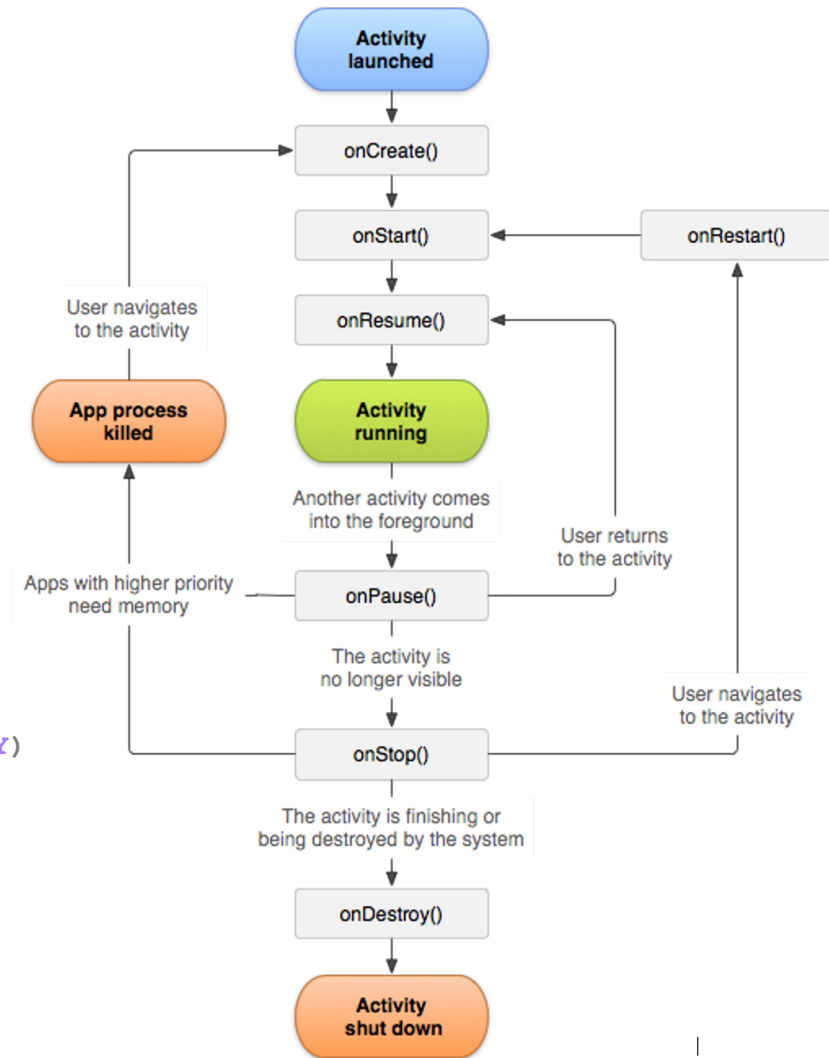 Activity
launched
onCreate()
onStart()
onRestart()
User navigates
to the activity
onResume()
App process
killed
Activity
running
Another activity comes
into the foreground
User returns
to the activity
Apps with higher priority
need memory
onPause()
The activity is
no longer visible
User navigates
to the activity
Y)
onStop()
The activity is finishing or
being destroyed by the system
onDestroy()
Activity
shut down